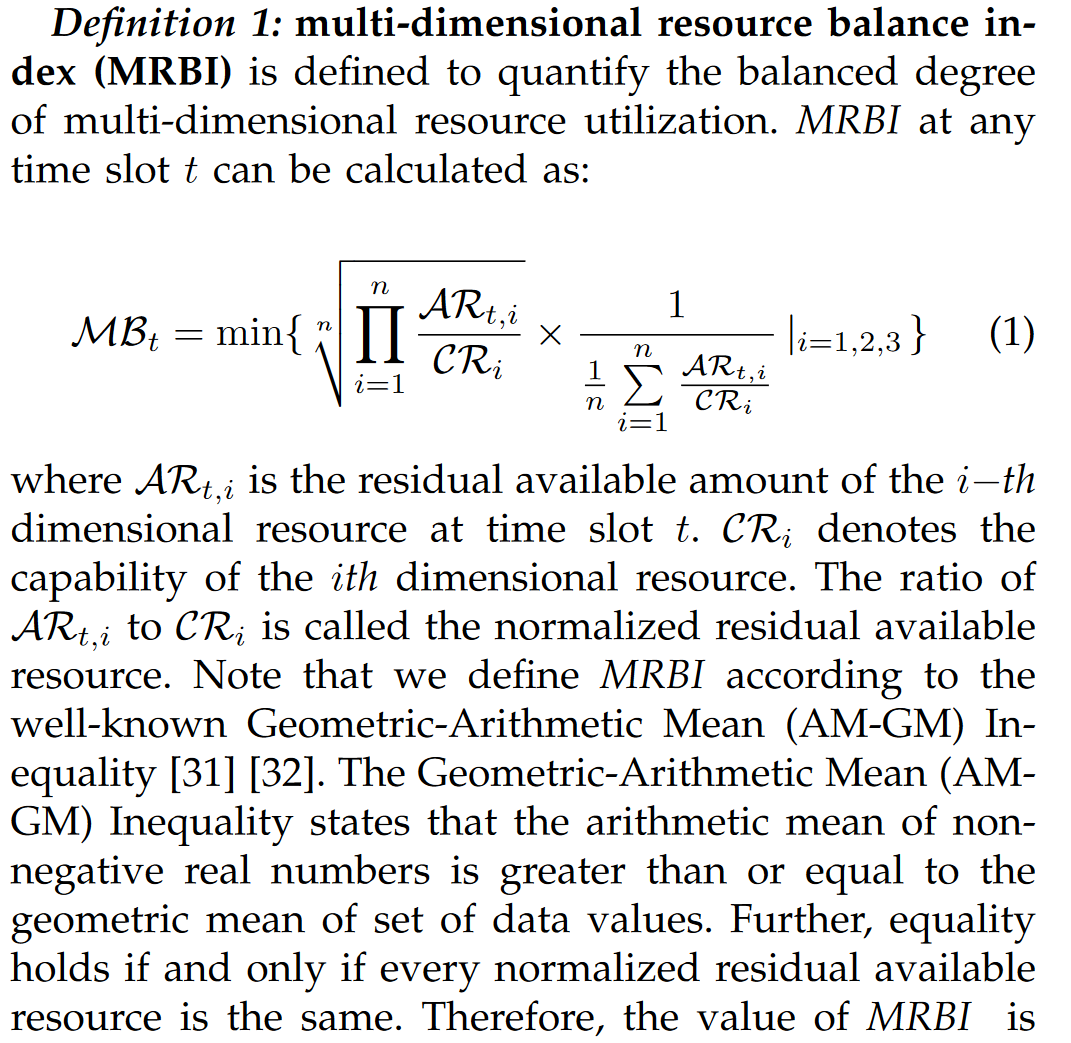 Definition 1: multi-dimensional resource balance in-
dex (MRBI) is defined to quantify the balanced degree
of multi-dimensional resource utilization. MRBI at any
time slot t can be calculated as:
$\mathcal{MB}_t = \min\{ \sqrt[n]{\prod_{i=1}^{n} \frac{\mathcal{AR}_{t,i}}{\mathcal{CR}_i}} \times \frac{1}{\frac{1}{n} \sum_{i=1}^{n} \frac{\mathcal{AR}_{t,i}}{\mathcal{CR}_i}} |_{i=1,2,3} \}$ (1)
where $\mathcal{AR}_{t,i}$ is the residual available amount of the i−th
dimensional resource at time slot t. $\mathcal{CR}_i$ denotes the
capability of the ith dimensional resource. The ratio of
$\mathcal{AR}_{t,i}$ to $\mathcal{CR}_i$ is called the normalized residual available
resource. Note that we define MRBI according to the
well-known Geometric-Arithmetic Mean (AM-GM) In-
equality [31] [32]. The Geometric-Arithmetic Mean (AM-
GM) Inequality states that the arithmetic mean of non-
negative real numbers is greater than or equal to the
geometric mean of set of data values. Further, equality
holds if and only if every normalized residual available
resource is the same. Therefore, the value of MRBI is